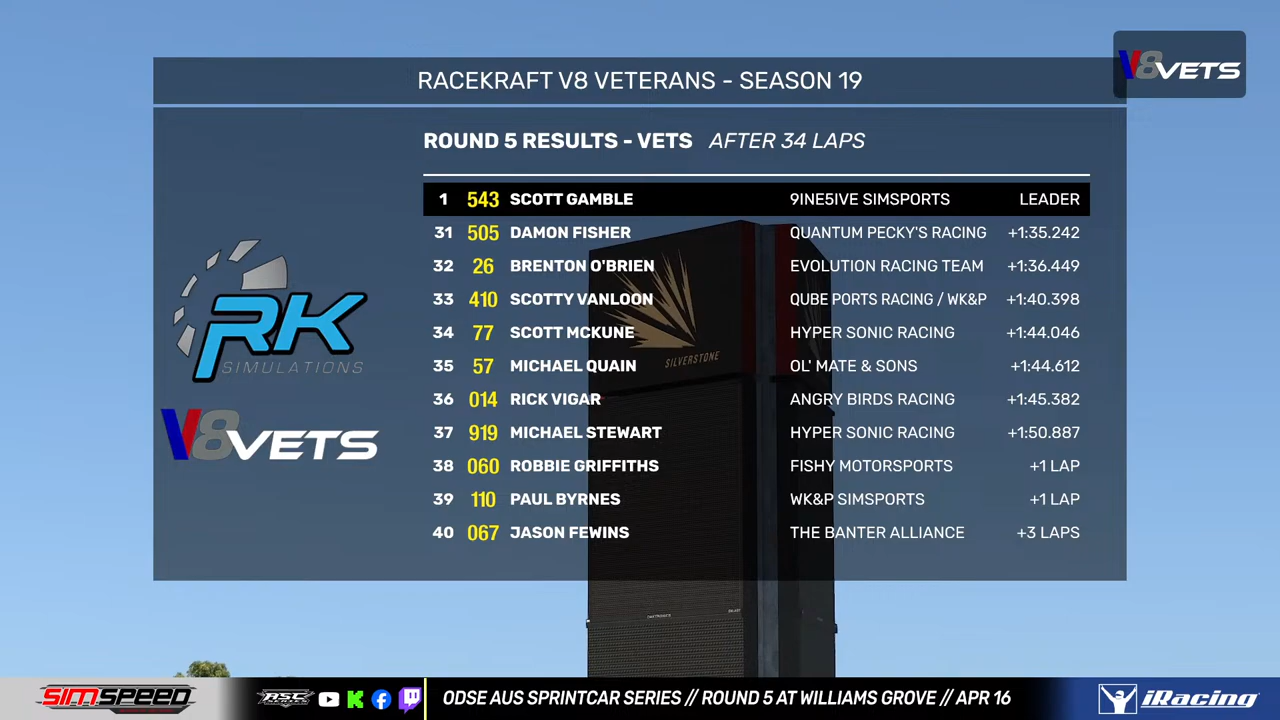 RACEKRAFT V8 VETERANS - SEASON 19
V8VETS
ROUND 5 RESULTS - VETS AFTER 34 LAPS
1 543 SCOTT GAMBLE 9INE5IVE SIMSPORTS LEADER
31 505 DAMON FISHER QUANTUM PECKY'S RACING +1:35.242
32 26 BRENTON O'BRIEN EVOLUTION RACING TEAM +1:36.449
33 410 SCOTTY VANLOON QUBE PORTS RACING / WK&P +1:40.398
34 77 SCOTT MCKUNE HYPER SONIC RACING +1:44.046
35 57 MICHAEL QUAIN OL' MATE & SONS +1:44.612
36 014 RICK VIGAR ANGRY BIRDS RACING +1:45.382
37 919 MICHAEL STEWART HYPER SONIC RACING +1:50.887
38 060 ROBBIE GRIFFITHS FISHY MOTORSPORTS +1 LAP
39 110 PAUL BYRNES WK&P SIMSPORTS +1 LAP
40 067 JASON FEWINS THE BANTER ALLIANCE +3 LAPS
RK
SIMULATIONS
V8VETS
SILVERSTONE
SIMSPEED
RSC
SERIES
ODSE AUS SPRINTCAR SERIES // ROUND 5 AT WILLIAMS GROVE // APR 16
iRacing